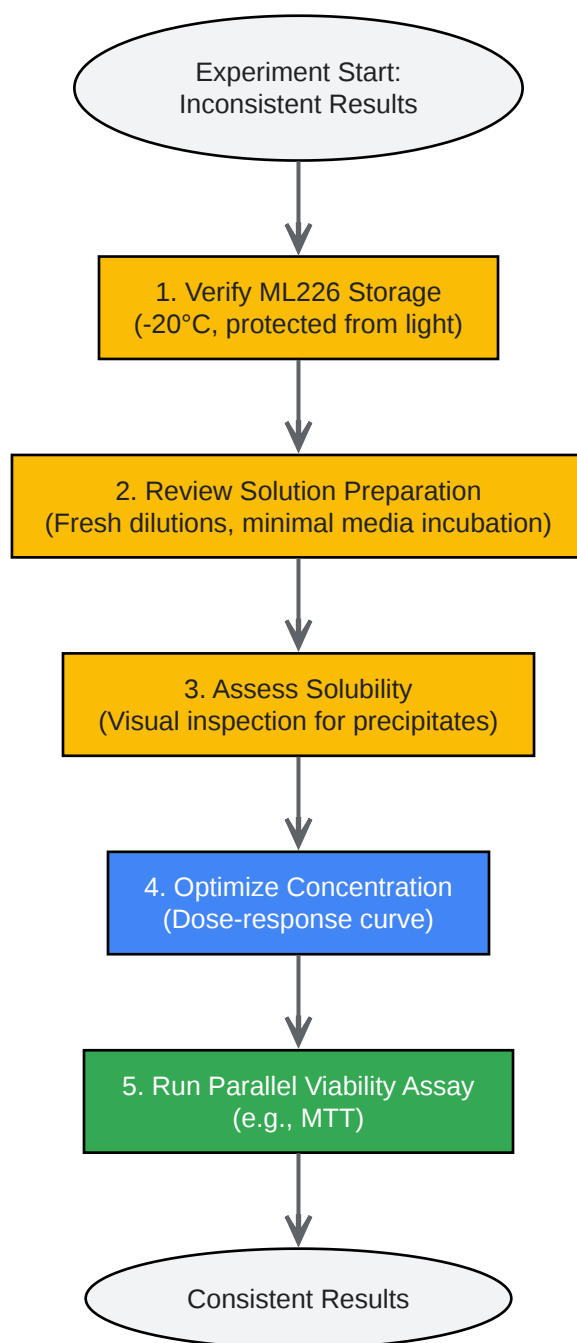 Experiment Start:
Inconsistent Results
1. Verify ML226 Storage
(-20°C, protected from light)
2. Review Solution Preparation
(Fresh dilutions, minimal media incubation)
3. Assess Solubility
(Visual inspection for precipitates)
4. Optimize Concentration
(Dose-response curve)
5. Run Parallel Viability Assay
(e.g., MTT)
Consistent Results